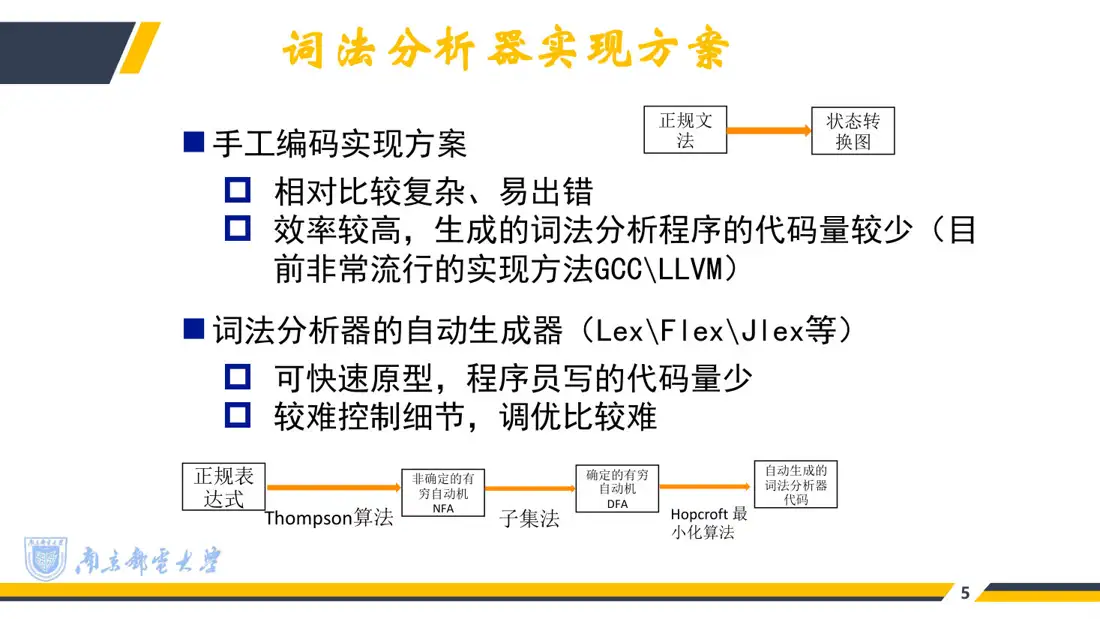 词法分析器实现方案
正规文
法
状态转
换图
■ 手工编码实现方案
相对比较复杂、易出错
效率较高，生成的词法分析程序的代码量较少（目
前非常流行的实现方法GCC\LLVM）
■ 词法分析器的自动生成器（Lex\Flex\Jlex等）
可快速原型，程序员写的代码量少
较难控制细节，调优比较难
正规表
达式
Thompson算法
非确定的有
穷自动机
NFA
子集法
确定的有穷
自动机
DFA
Hopcroft 最
小化算法
自动生成的
词法分析器
代码
南京邮电大学
5